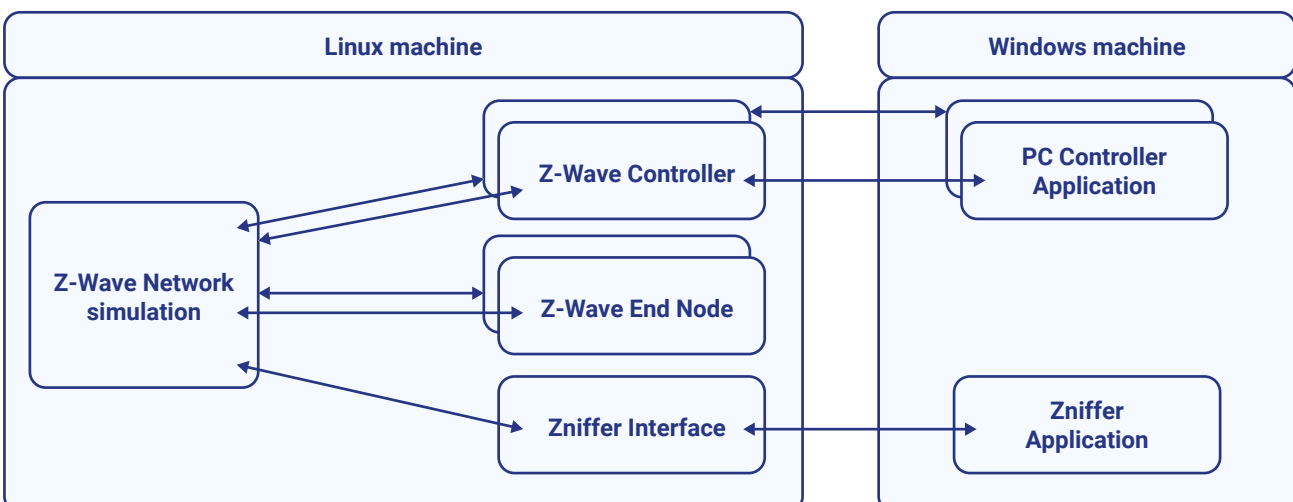 Linux machine
Windows machine
Z-Wave Controller
PC Controller
Application
Z-Wave Network
simulation
Z-Wave End Node
Zniffer Interface
Zniffer
Application